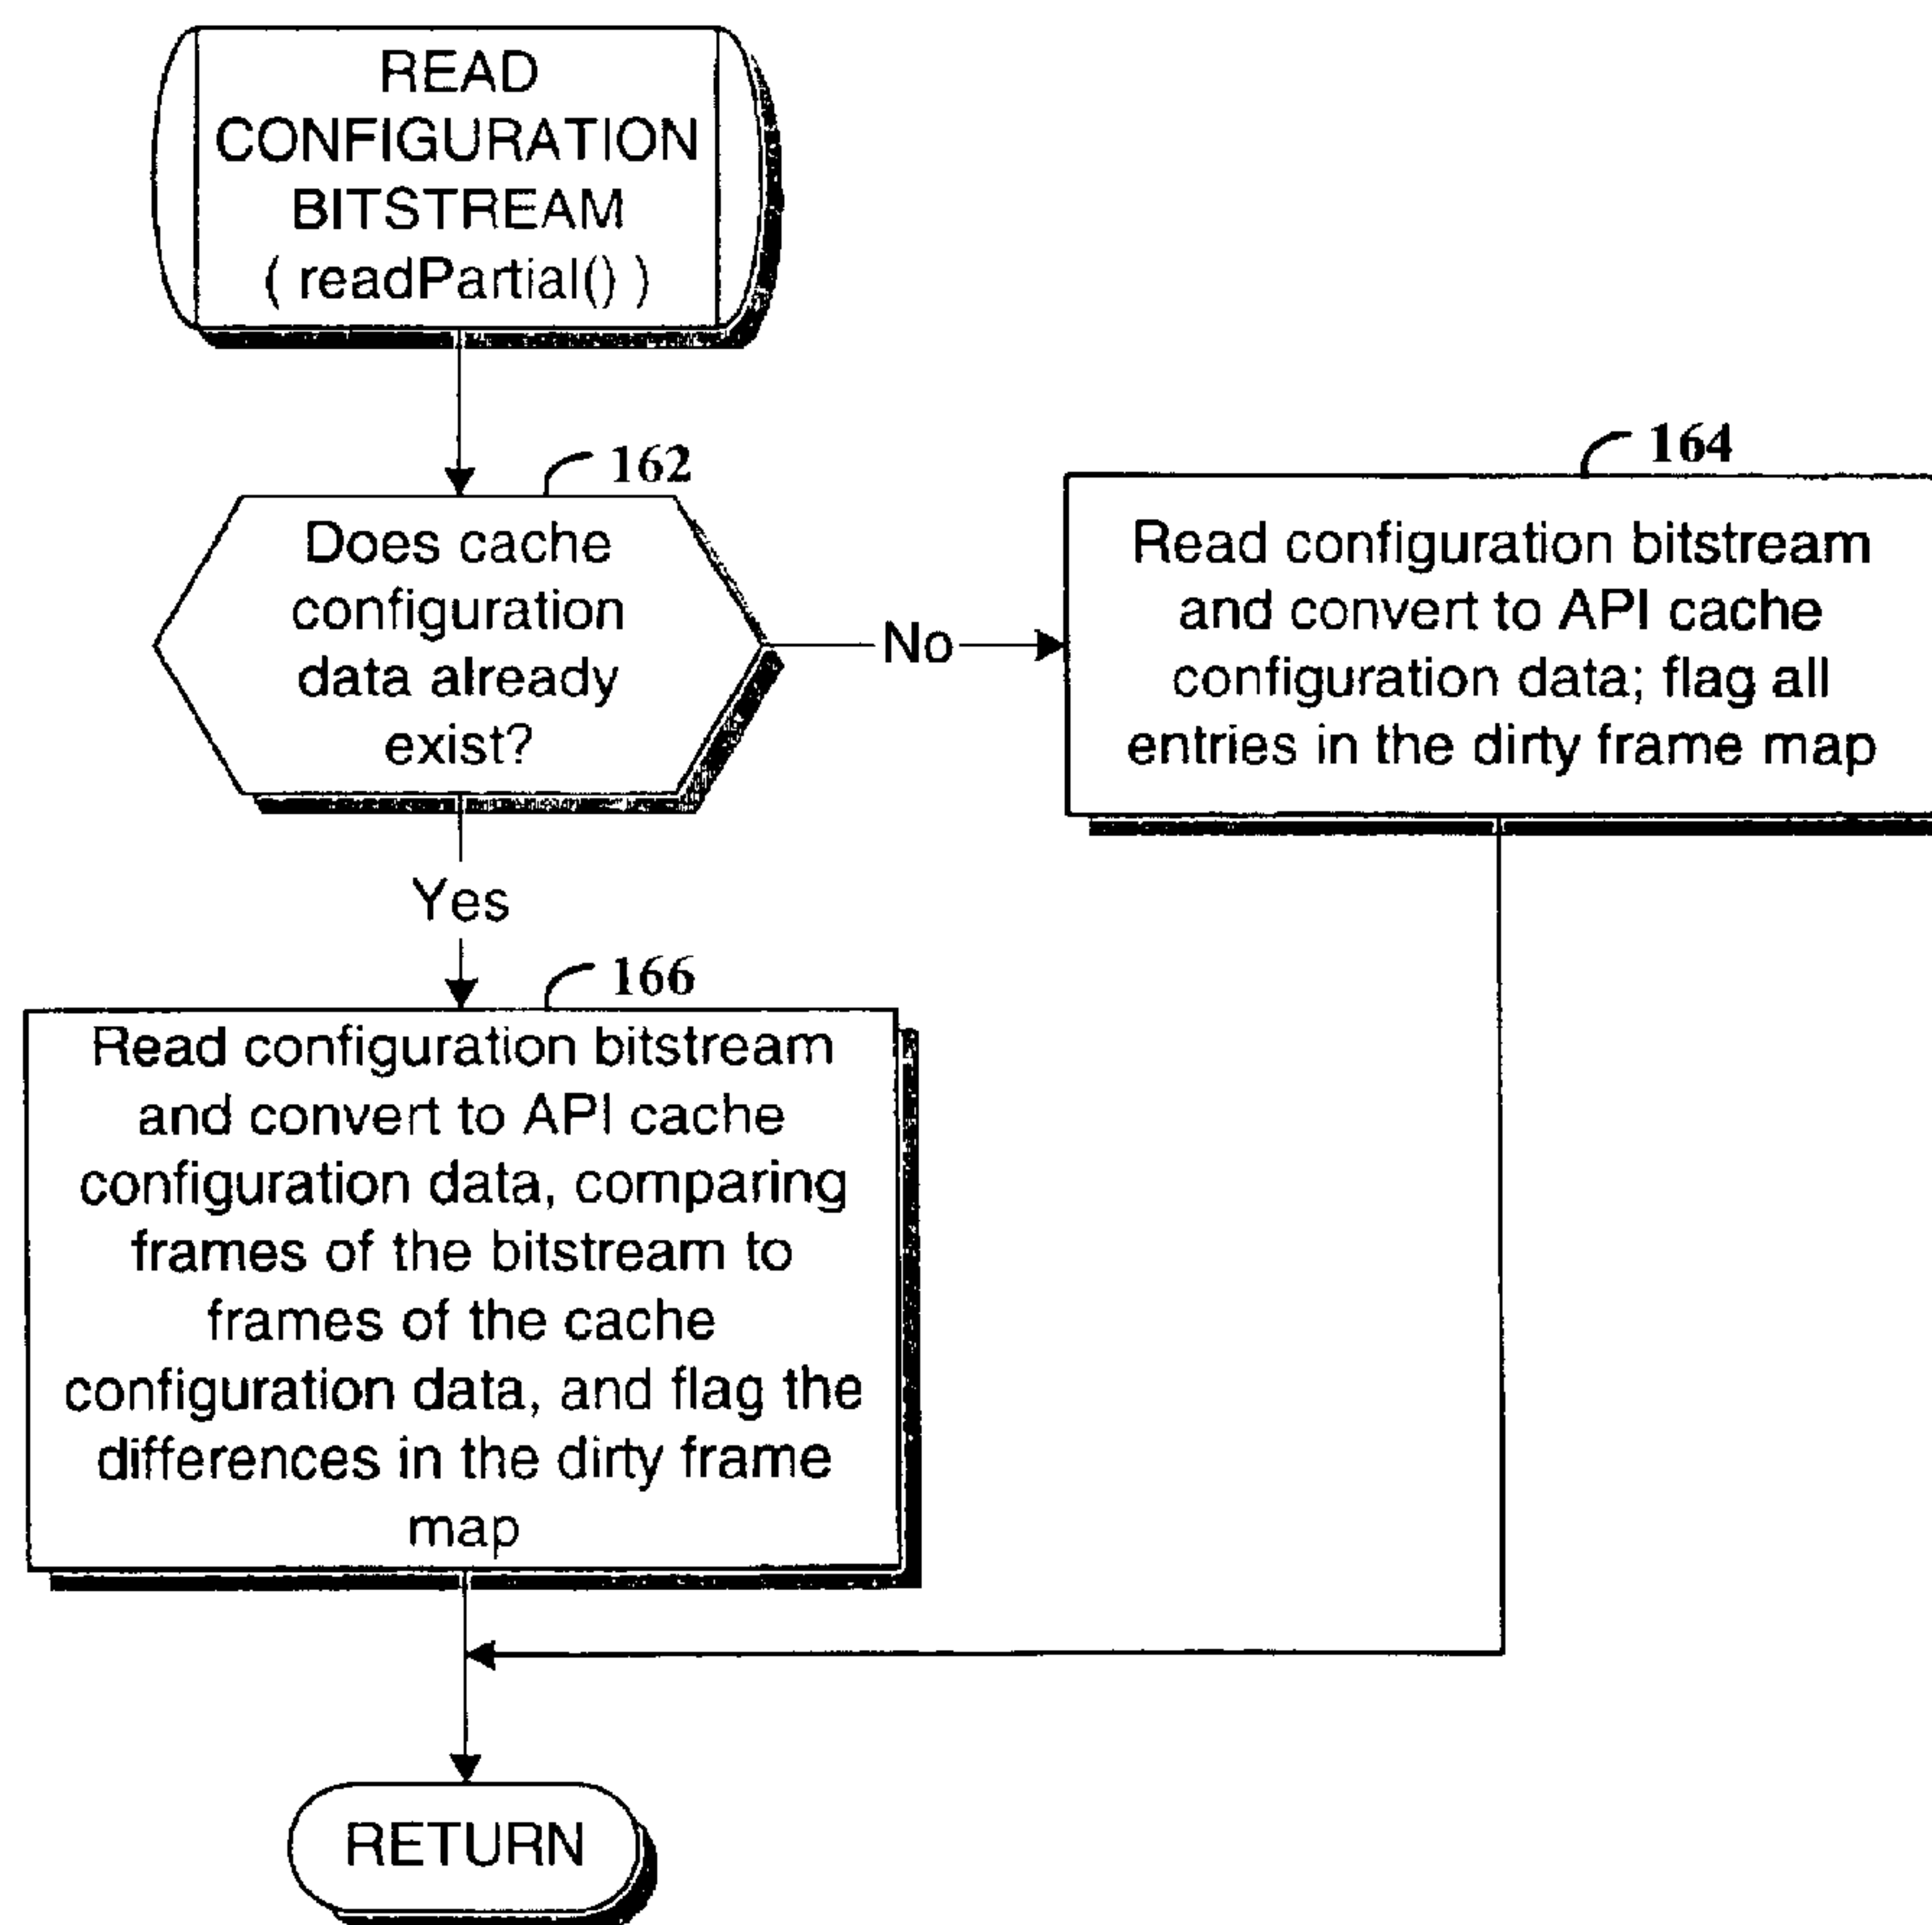 READ
CONFIGURATION
BITSTREAM
( readPartial() )
162
Does cache
configuration
data already
exist?
No
164
Read configuration bitstream
and convert to API cache
configuration data; flag all
entries in the dirty frame map
Yes
166
Read configuration bitstream
and convert to API cache
configuration data, comparing
frames of the bitstream to
frames of the cache
configuration data, and flag the
differences in the dirty frame
map
RETURN